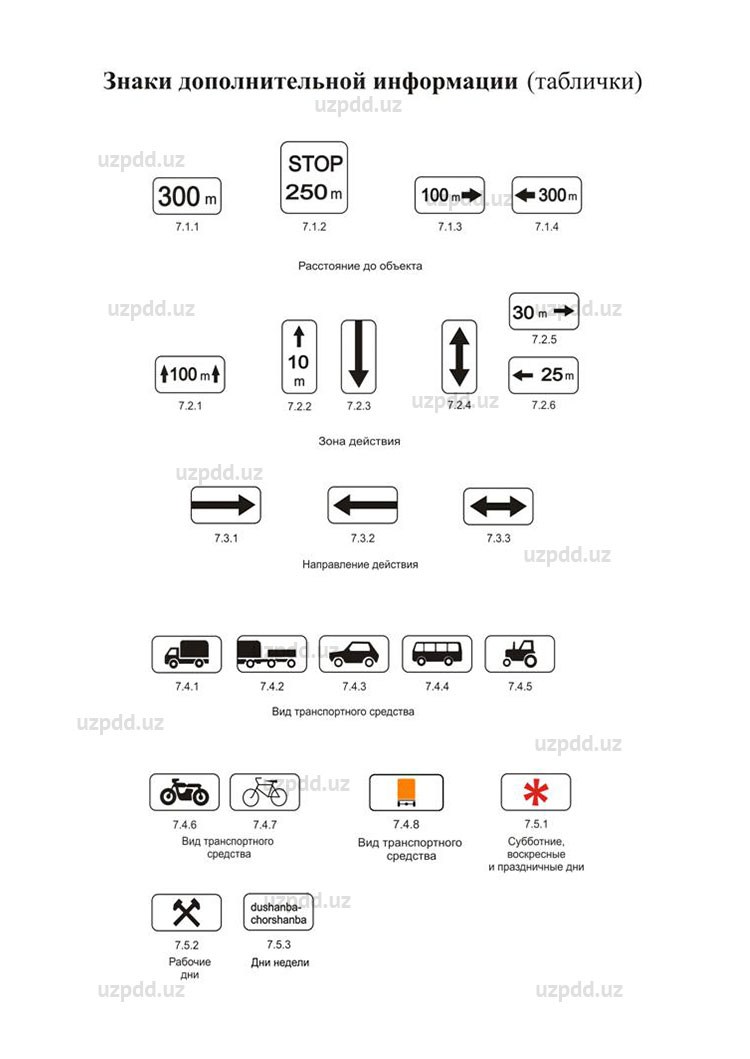 Знаки дополнительной информации (таблички)
uzpdd.uz
uzpdd.uz
300 m
STOP
250 m
100 m
300 m
uzpdd.uz
7.1.1
7.1.2
7.1.3
7.1.4
Расстояние до объекта
uzpdd.uz
uzpdd.uz
30 m
7.2.5
100 m
10
m
25 m
7.2.1
7.2.2
7.2.3
7.2.4
7.2.6
uzpdd.uz
Зона действия
uzpdd.uz
7.3.1
7.3.2
7.3.3
uzpdd.uz
Направление действия
uzpdd.uz
7.4.1
7.4.2
7.4.3
7.4.4
7.4.5
Вид транспортного средства
uzpdd.uz
uzpdd.uz
uzpdd.uz
7.4.6
7.4.7
Вид транспортного
средства
7.4.8
Вид транспортного
средства
7.5.1
Субботние,
воскресные
и праздничные дни
uzpdd.uz
dushanba-
chorshanba
7.5.2
Рабочие
дни
7.5.3
Дни недели
uzpdd.uz
uzpdd.uz